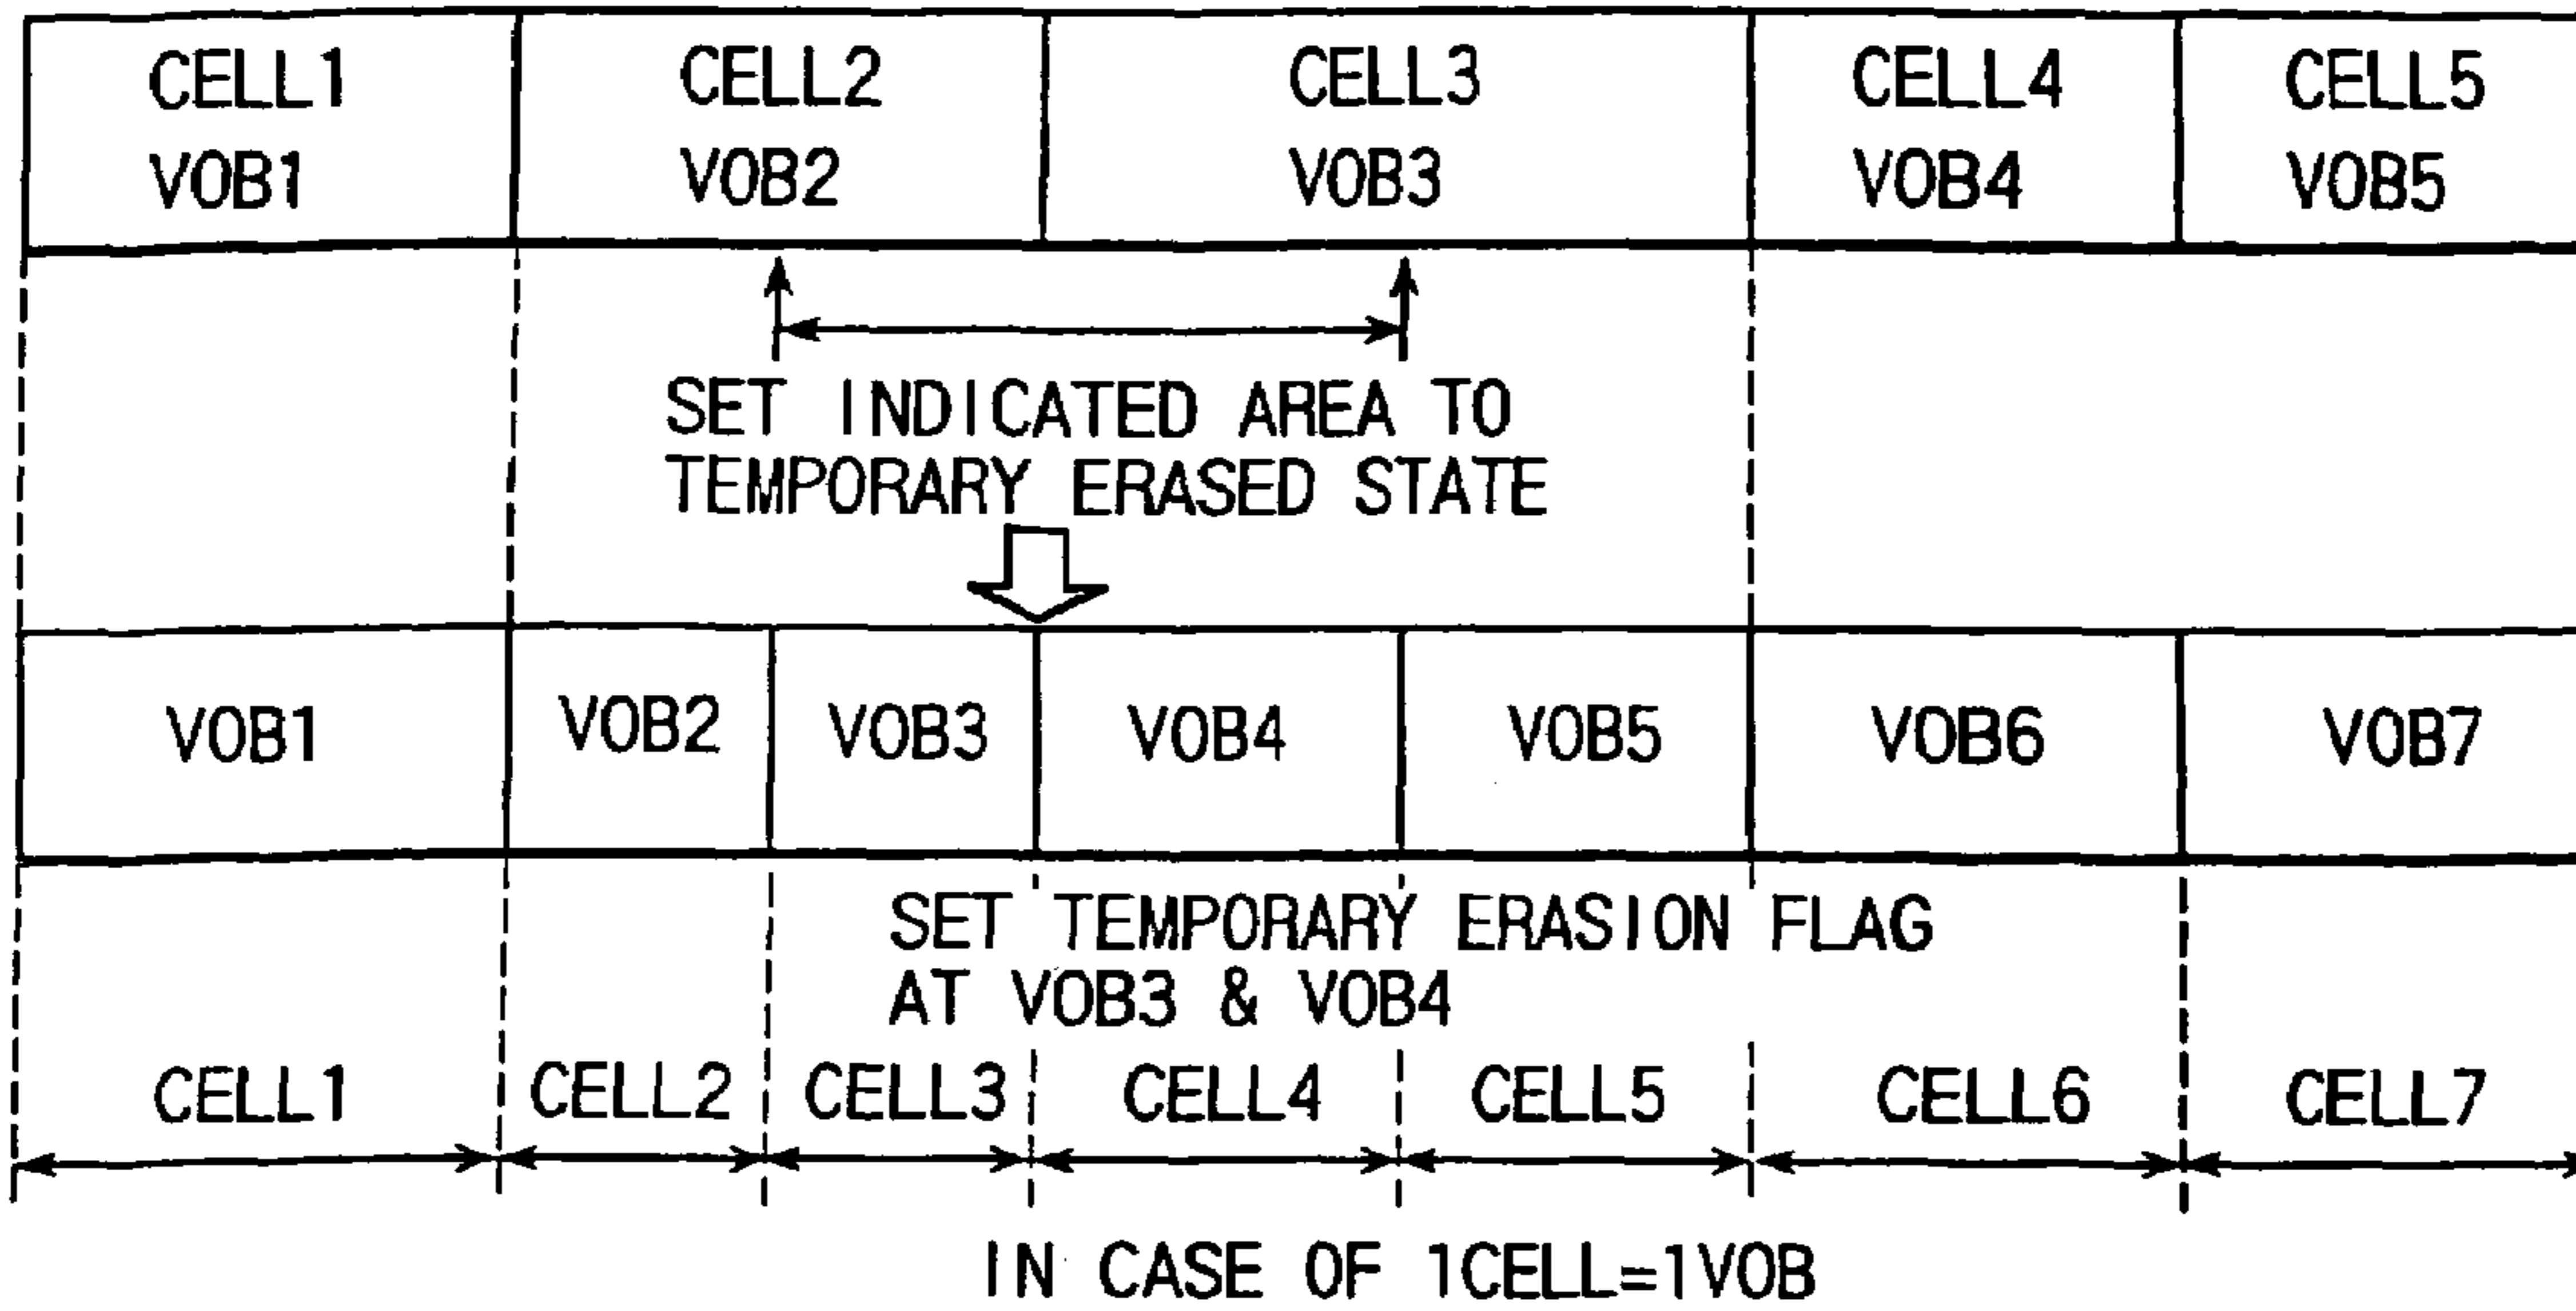 CELL1 CELL2 CELL3 CELL4 CELL5
VOB1 VOB2 VOB3 VOB4 VOB5
SET INDICATED AREA TO
TEMPORARY ERASED STATE
VOB1 VOB2 VOB3 VOB4 VOB5 VOB6 VOB7
SET TEMPORARY ERASION FLAG
AT VOB3 & VOB4
CELL1 CELL2 CELL3 CELL4 CELL5 CELL6 CELL7
IN CASE OF 1CELL=1VOB